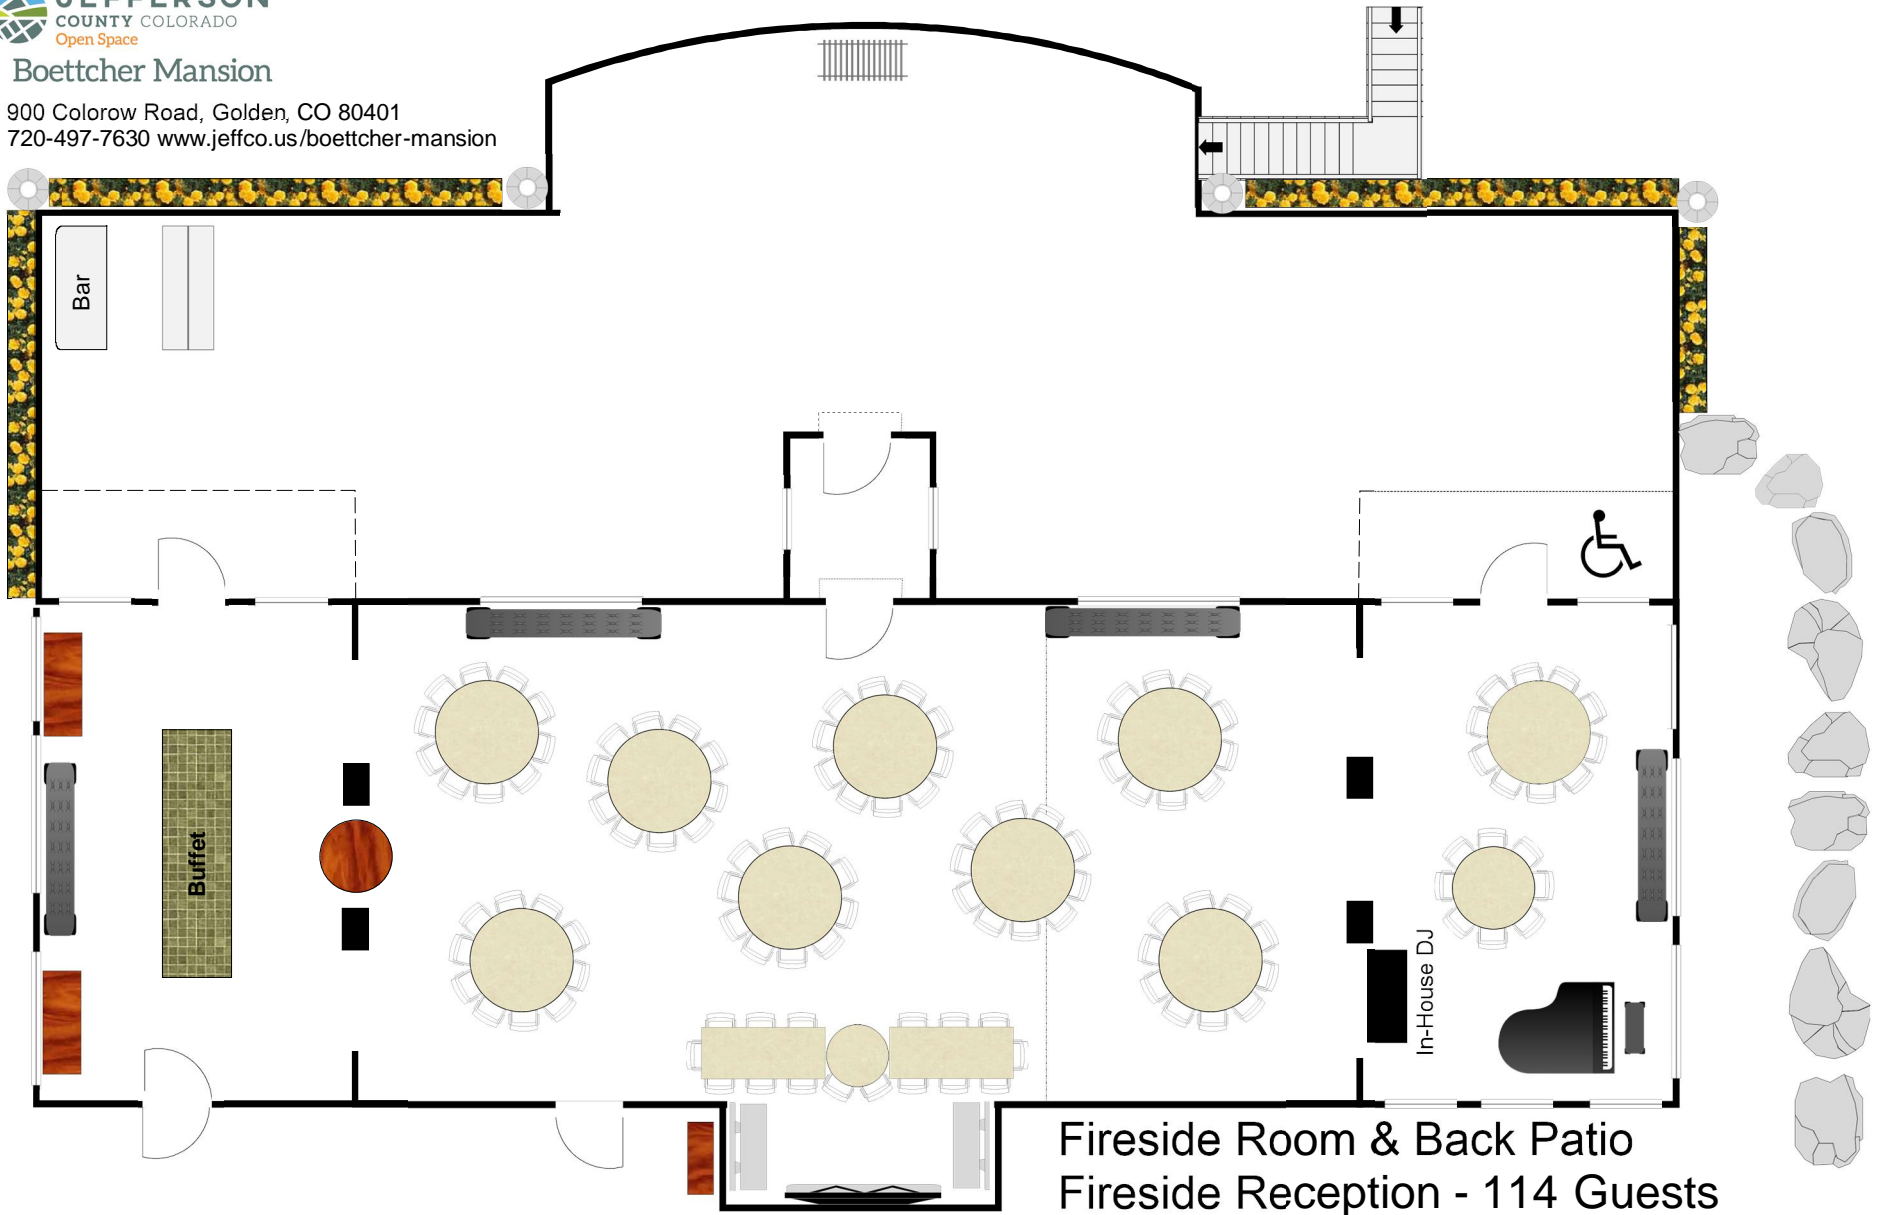 JEFFERSON
COUNTY COLORADO
Open Space
Boettcher Mansion
900 Colorow Road, Golden, CO 80401
720-497-7630 www.jeffco.us/boettcher-mansion
Bar
Buffet
In-House DJ
Fireside Room & Back Patio
Fireside Reception - 114 Guests